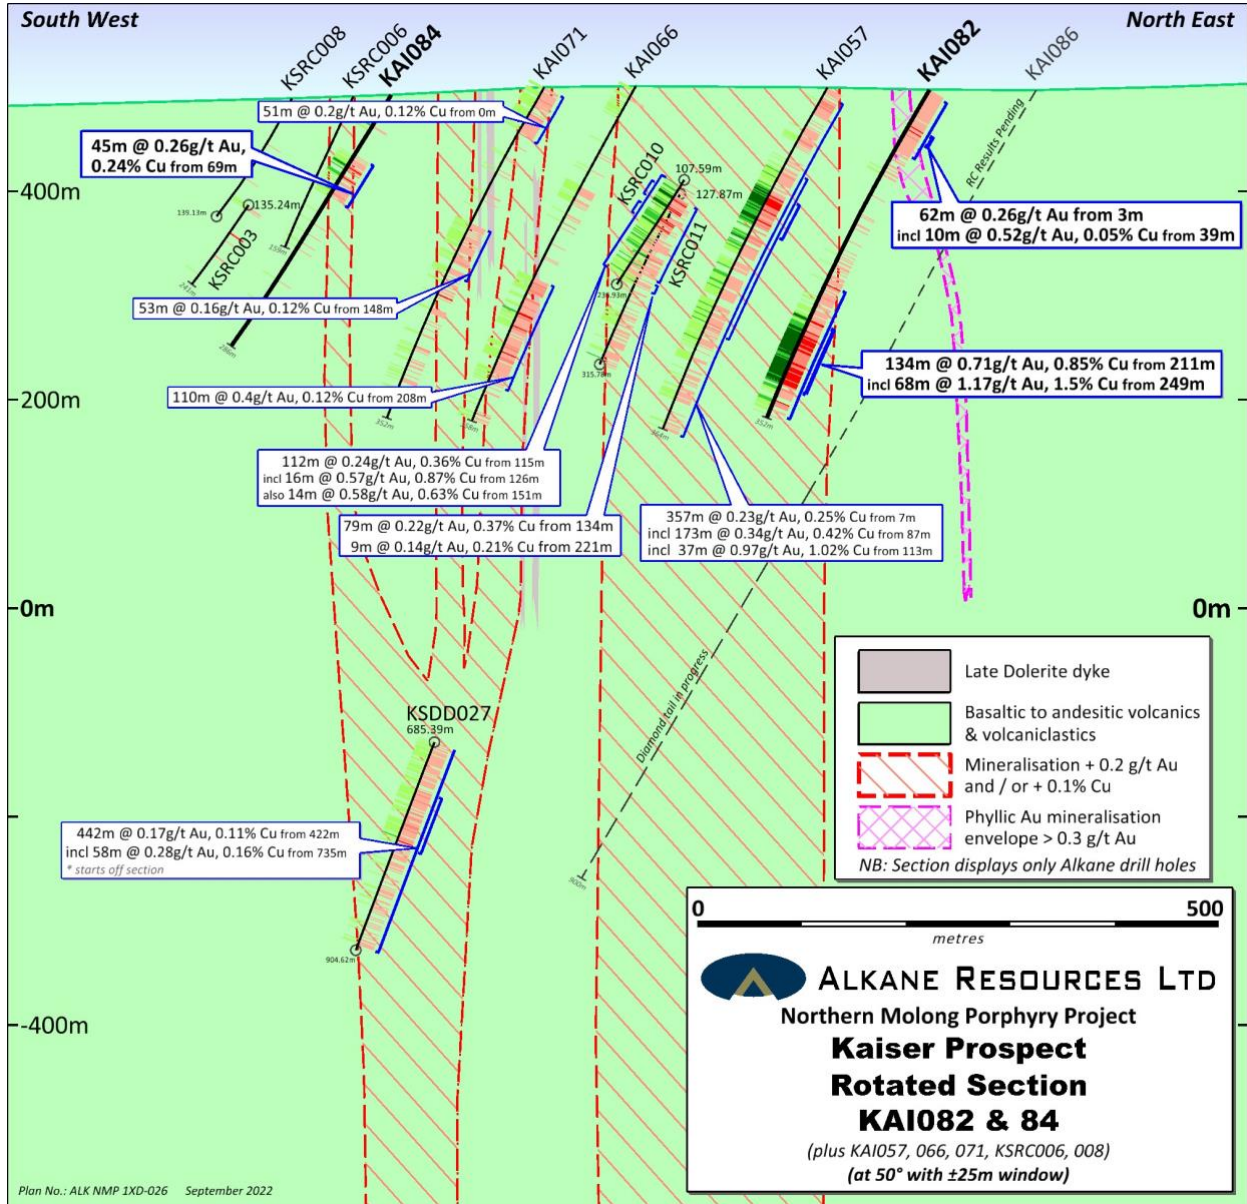 South West
North East
KSRC008
KSRC006
KAI084
KAI071
KAI066
KAI057
KAI082
KAI086
RC Results Pending
51m @ 0.2g/t Au, 0.12% Cu from 0m
45m @ 0.26g/t Au,
0.24% Cu from 69m
400m
139.13m
135.24m
KSRC003
241m
286m
KSRC010
107.59m
127.87m
KSRC011
62m @ 0.26g/t Au from 3m
incl 10m @ 0.52g/t Au, 0.05% Cu from 39m
53m @ 0.16g/t Au, 0.12% Cu from 148m
315.78m
134m @ 0.71g/t Au, 0.85% Cu from 211m
incl 68m @ 1.17g/t Au, 1.5% Cu from 249m
110m @ 0.4g/t Au, 0.12% Cu from 208m
200m
352m
364m
352m
112m @ 0.24g/t Au, 0.36% Cu from 115m
incl 16m @ 0.57g/t Au, 0.87% Cu from 126m
also 14m @ 0.58g/t Au, 0.63% Cu from 151m
79m @ 0.22g/t Au, 0.37% Cu from 134m
9m @ 0.14g/t Au, 0.21% Cu from 221m
357m @ 0.23g/t Au, 0.25% Cu from 7m
incl 173m @ 0.34g/t Au, 0.42% Cu from 87m
incl 37m @ 0.97g/t Au, 1.02% Cu from 113m
0m
0m
Diamond tail in progress
KSDD027
685.39m
442m @ 0.17g/t Au, 0.11% Cu from 422m
incl 58m @ 0.28g/t Au, 0.16% Cu from 735m
* starts off section
900m
904.62m
-400m
Late Dolerite dyke
Basaltic to andesitic volcanics
& volcaniclastics
Mineralisation + 0.2 g/t Au
and / or + 0.1% Cu
Phyllic Au mineralisation
envelope > 0.3 g/t Au
NB: Section displays only Alkane drill holes
0
500
metres
ALKANE RESOURCES LTD
Northern Molong Porphyry Project
Kaiser Prospect
Rotated Section
KAI082 & 84
(plus KAI057, 066, 071, KSRC006, 008)
(at 50° with ±25m window)
Plan No.: ALK NMP 1XD-026 September 2022